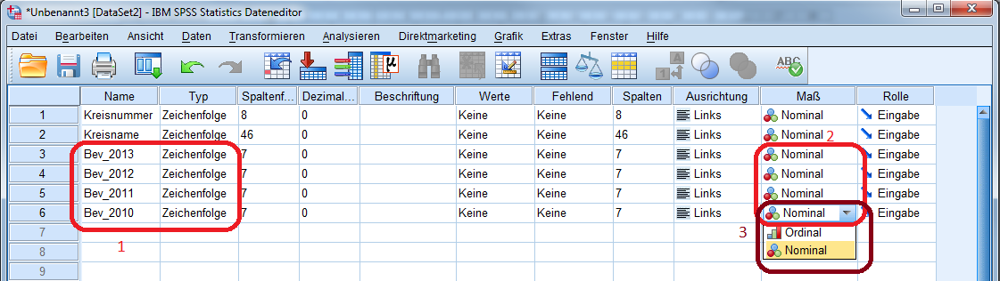 *Unbenannt3 [DataSet2] - IBM SPSS Statistics Dateneditor
Datei Bearbeiten Ansicht Daten Transformieren Analysieren Direktmarketing Grafik Extras Fenster Hilfe
Name Typ Spaltenf... Dezimal... Beschriftung Werte Fehlend Spalten Ausrichtung Maß Rolle
1 Kreisnummer Zeichenfolge 8 0 Keine Keine 8 Links Nominal Eingabe
2 Kreisname Zeichenfolge 46 0 Keine Keine 46 Links Nominal Eingabe
2
3 Bev_2013 Zeichenfolge 7 0 Keine Keine 7 Links Nominal Eingabe
4 Bev_2012 Zeichenfolge 7 0 Keine Keine 7 Links Nominal Eingabe
5 Bev_2011 Zeichenfolge 7 0 Keine Keine 7 Links Nominal Eingabe
6 Bev_2010 Zeichenfolge 7 0 Keine Keine 7 Links Nominal Eingabe
7 3 Ordinal
8 1 Nominal
9